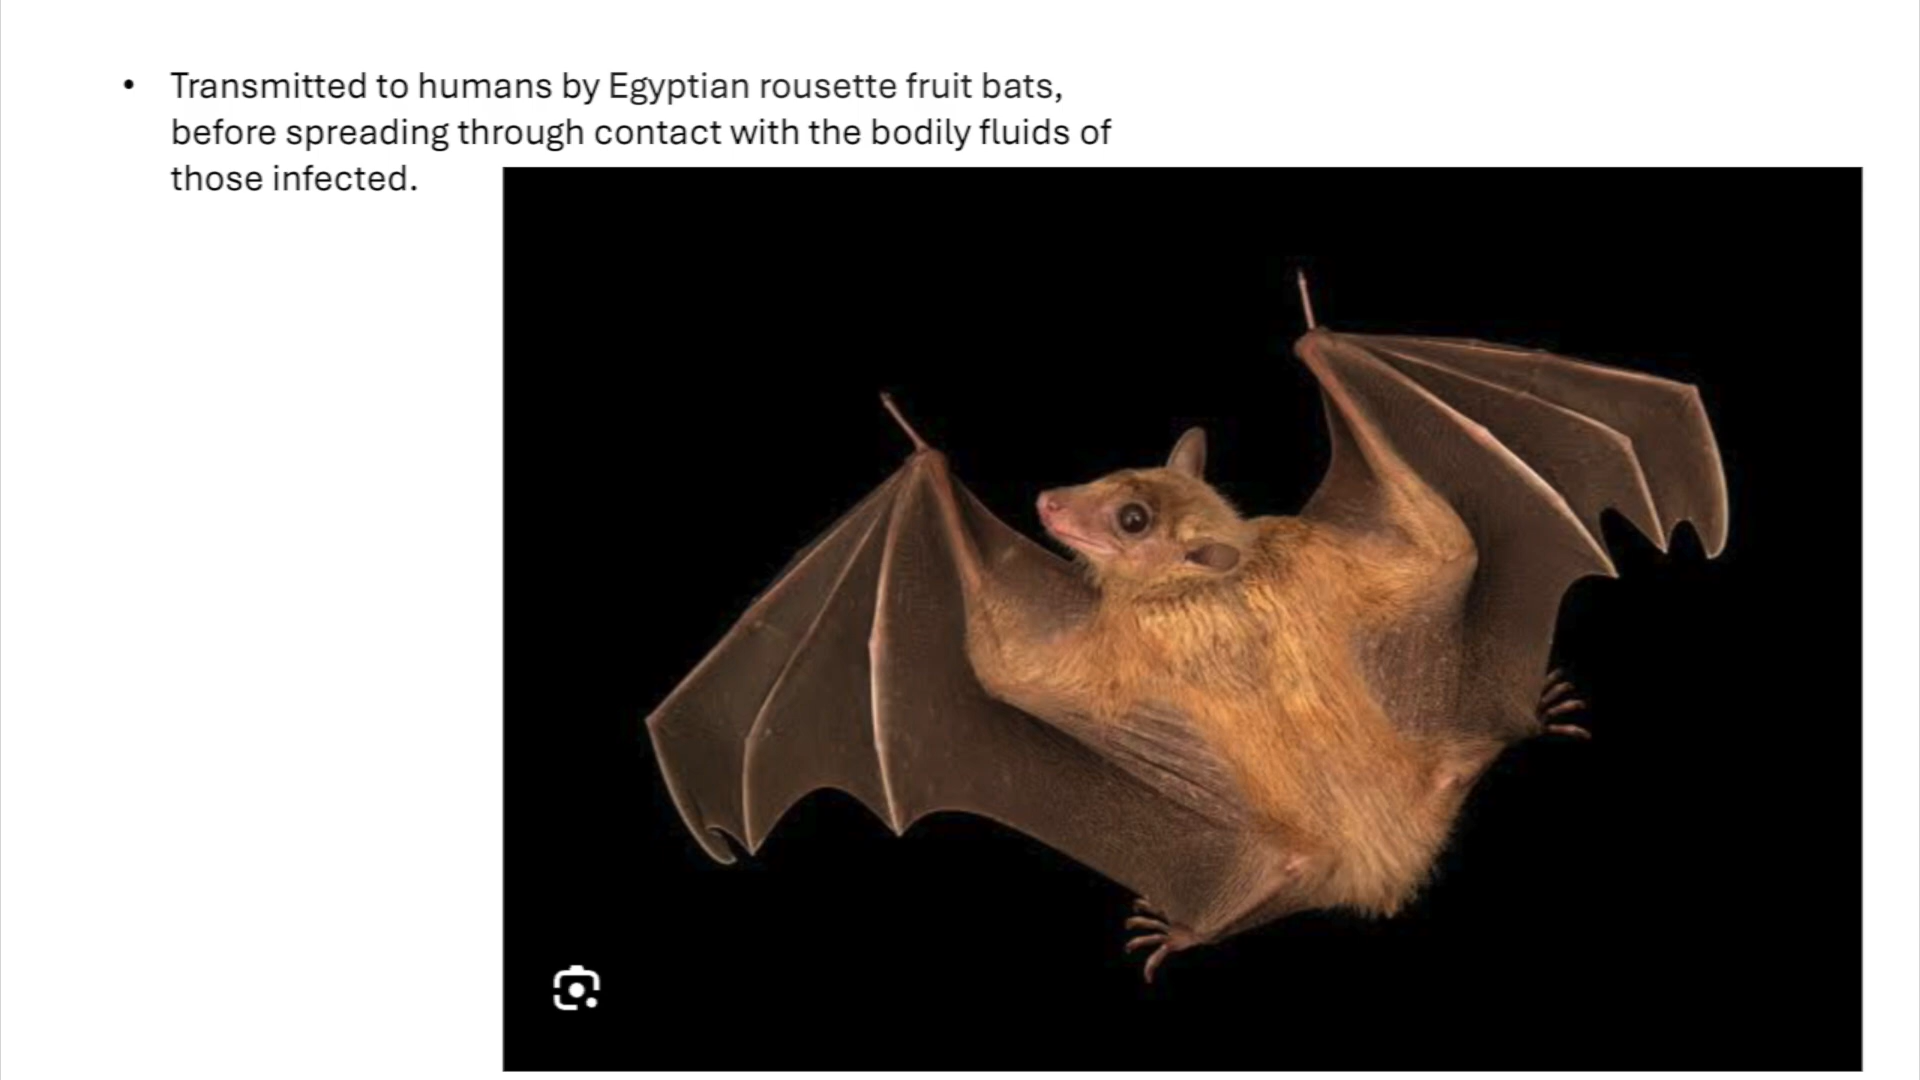 • Transmitted to humans by Egyptian rousette fruit bats,
before spreading through contact with the bodily fluids of
those infected.